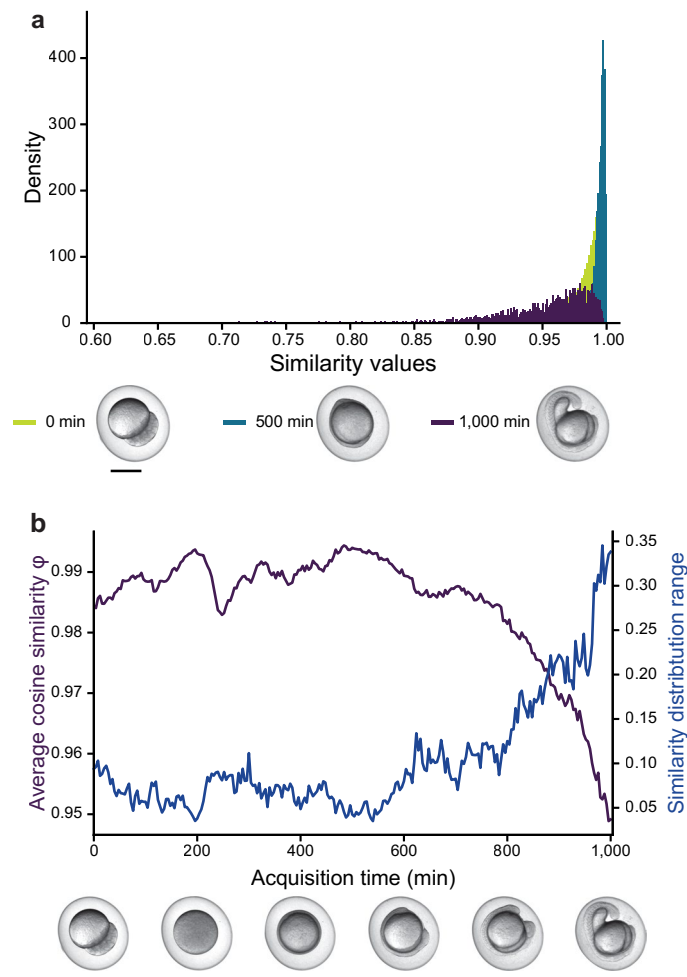 a
400
300
200
100
0
Density
0.60 0.65 0.70 0.75 0.80 0.85 0.90 0.95 1.00
Similarity values
0 min 500 min 1,000 min
b
0.99
0.98
0.97
0.96
0.95
Average cosine similarity φ
0.35
0.30
0.25
0.20
0.15
0.10
0.05
Similarity distribtution range
0 200 400 600 800 1,000
Acquisition time (min)